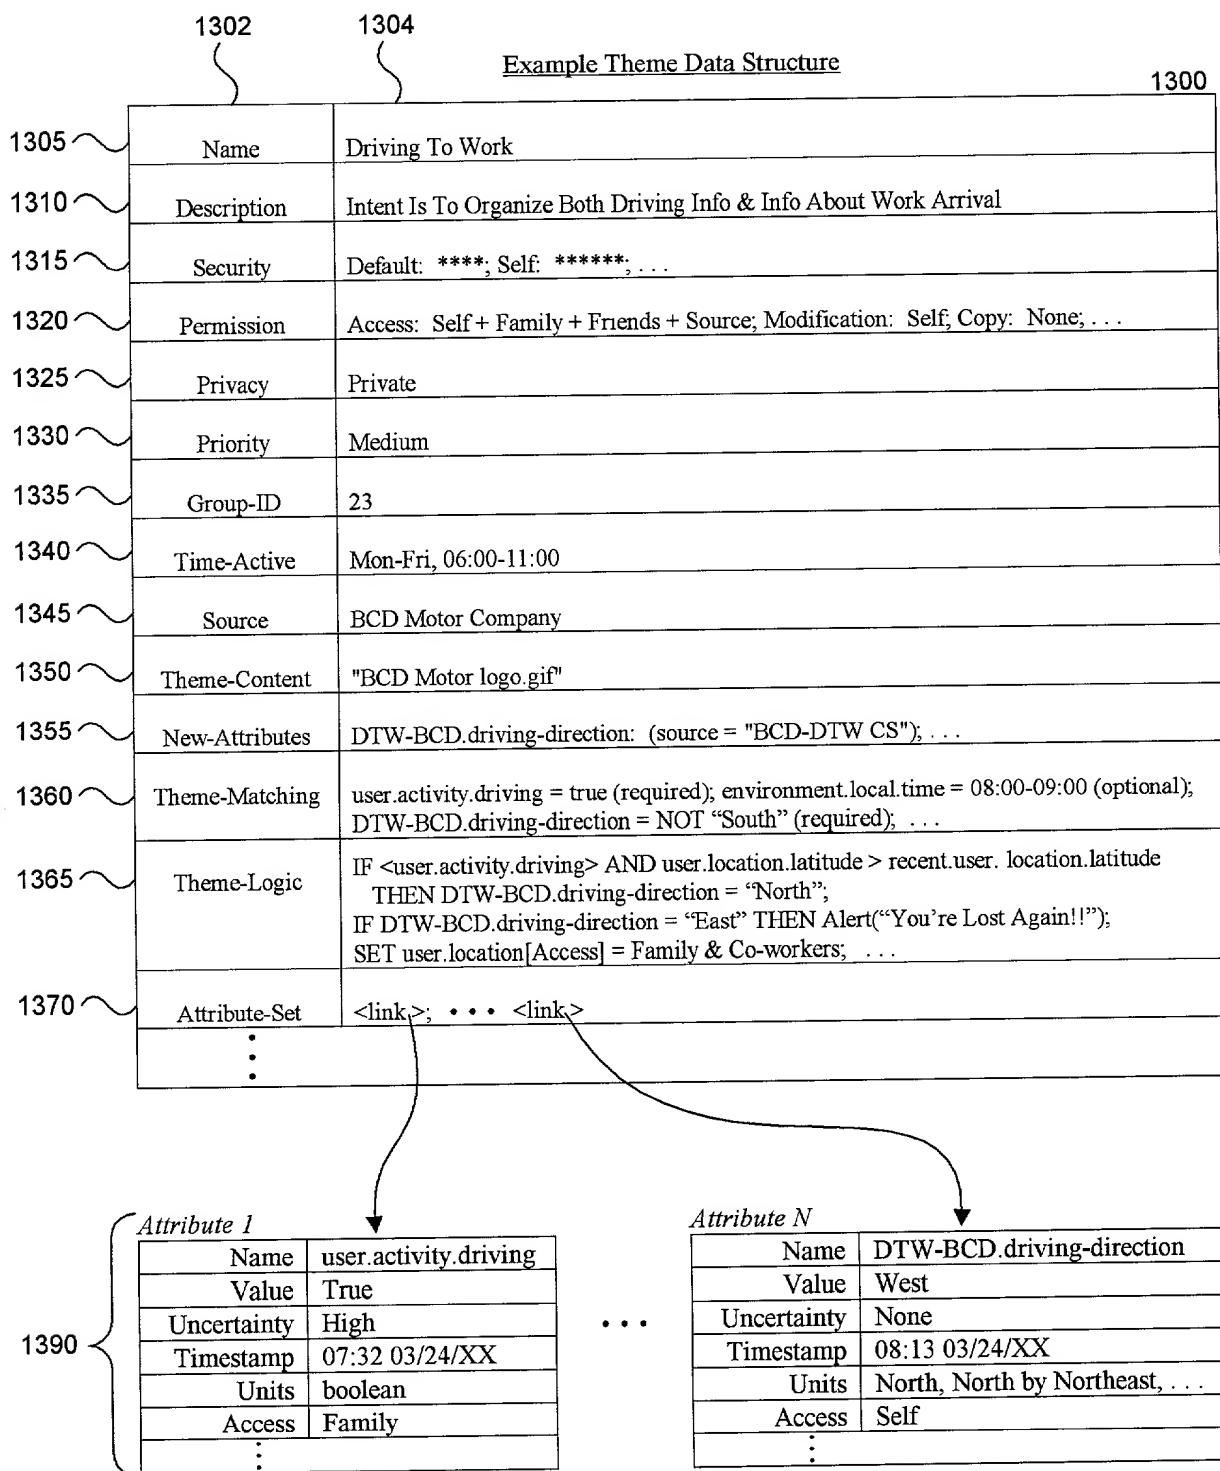 1302 1304
Example Theme Data Structure
1300
1305 Name Driving To Work
1310 Description Intent Is To Organize Both Driving Info & Info About Work Arrival
1315 Security Default: ****; Self: ******; . . .
1320 Permission Access: Self + Family + Friends + Source; Modification: Self; Copy: None; . . .
1325 Privacy Private
1330 Priority Medium
1335 Group-ID 23
1340 Time-Active Mon-Fri, 06:00-11:00
1345 Source BCD Motor Company
1350 Theme-Content "BCD Motor logo.gif"
1355 New-Attributes DTW-BCD.driving-direction: (source = "BCD-DTW CS"); . . .
1360 Theme-Matching user.activity.driving = true (required); environment.local.time = 08:00-09:00 (optional);
DTW-BCD.driving-direction = NOT “South” (required); . . .
1365 Theme-Logic IF <user.activity.driving> AND user.location.latitude > recent.user. location.latitude
THEN DTW-BCD.driving-direction = “North”;
IF DTW-BCD.driving-direction = “East” THEN Alert(“You're Lost Again!!”);
SET user.location[Access] = Family & Co-workers; . . .
1370 Attribute-Set <link>; • • • <link>
1390
Attribute 1
Name user.activity.driving
Value True
Uncertainty High
Timestamp 07:32 03/24/XX
Units boolean
Access Family
• • •
Attribute N
Name DTW-BCD.driving-direction
Value West
Uncertainty None
Timestamp 08:13 03/24/XX
Units North, North by Northeast, . . .
Access Self